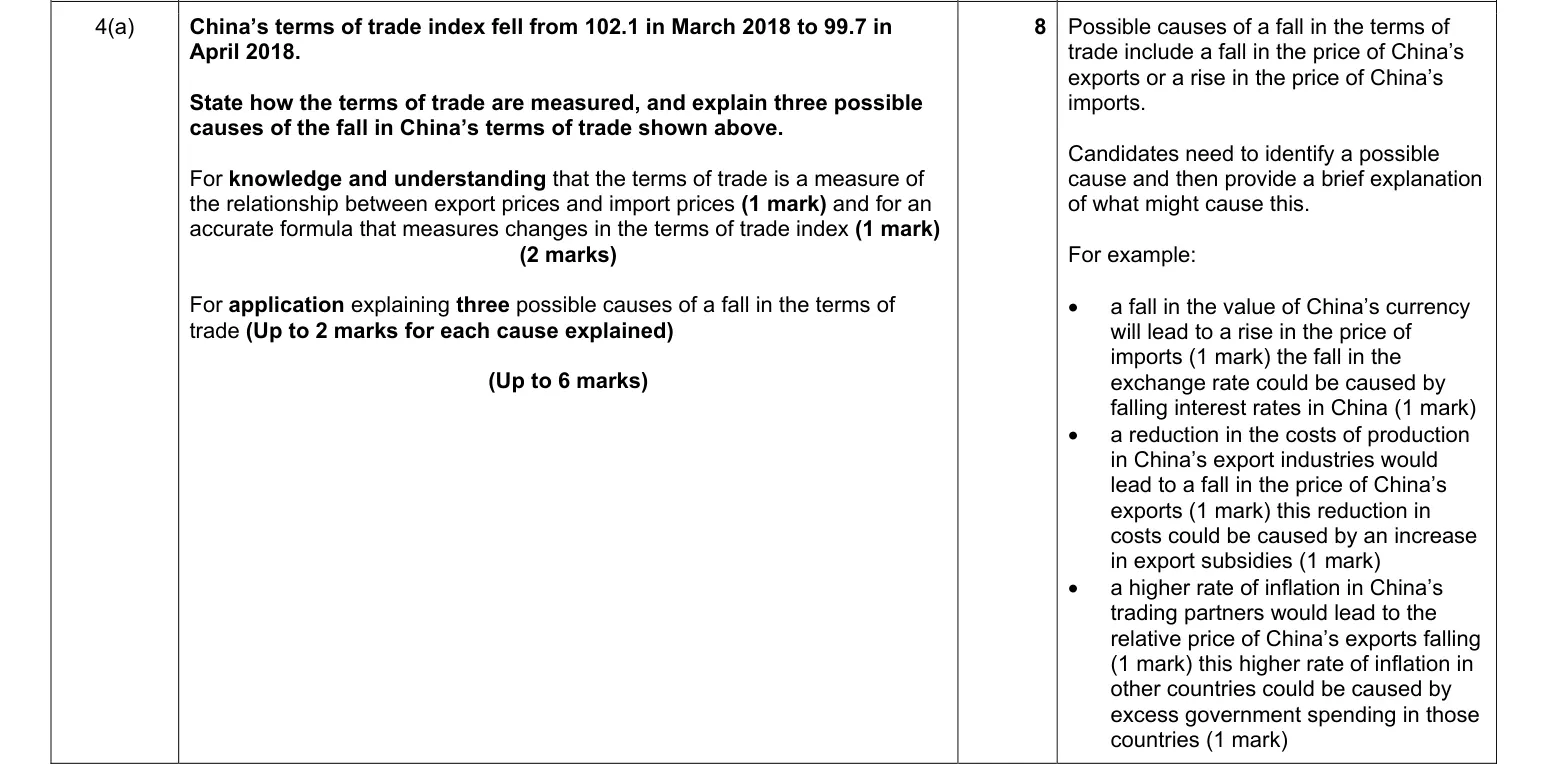 4(a)
China’s terms of trade index fell from 102.1 in March 2018 to 99.7 in
April 2018.
State how the terms of trade are measured, and explain three possible
causes of the fall in China’s terms of trade shown above.
For knowledge and understanding that the terms of trade is a measure of
the relationship between export prices and import prices (1 mark) and for an
accurate formula that measures changes in the terms of trade index (1 mark)
(2 marks)
For application explaining three possible causes of a fall in the terms of
trade (Up to 2 marks for each cause explained)
(Up to 6 marks)
8
Possible causes of a fall in the terms of
trade include a fall in the price of China’s
exports or a rise in the price of China’s
imports.
Candidates need to identify a possible
cause and then provide a brief explanation
of what might cause this.
For example:
• a fall in the value of China’s currency
will lead to a rise in the price of
imports (1 mark) the fall in the
exchange rate could be caused by
falling interest rates in China (1 mark)
• a reduction in the costs of production
in China’s export industries would
lead to a fall in the price of China’s
exports (1 mark) this reduction in
costs could be caused by an increase
in export subsidies (1 mark)
• a higher rate of inflation in China’s
trading partners would lead to the
relative price of China’s exports falling
(1 mark) this higher rate of inflation in
other countries could be caused by
excess government spending in those
countries (1 mark)